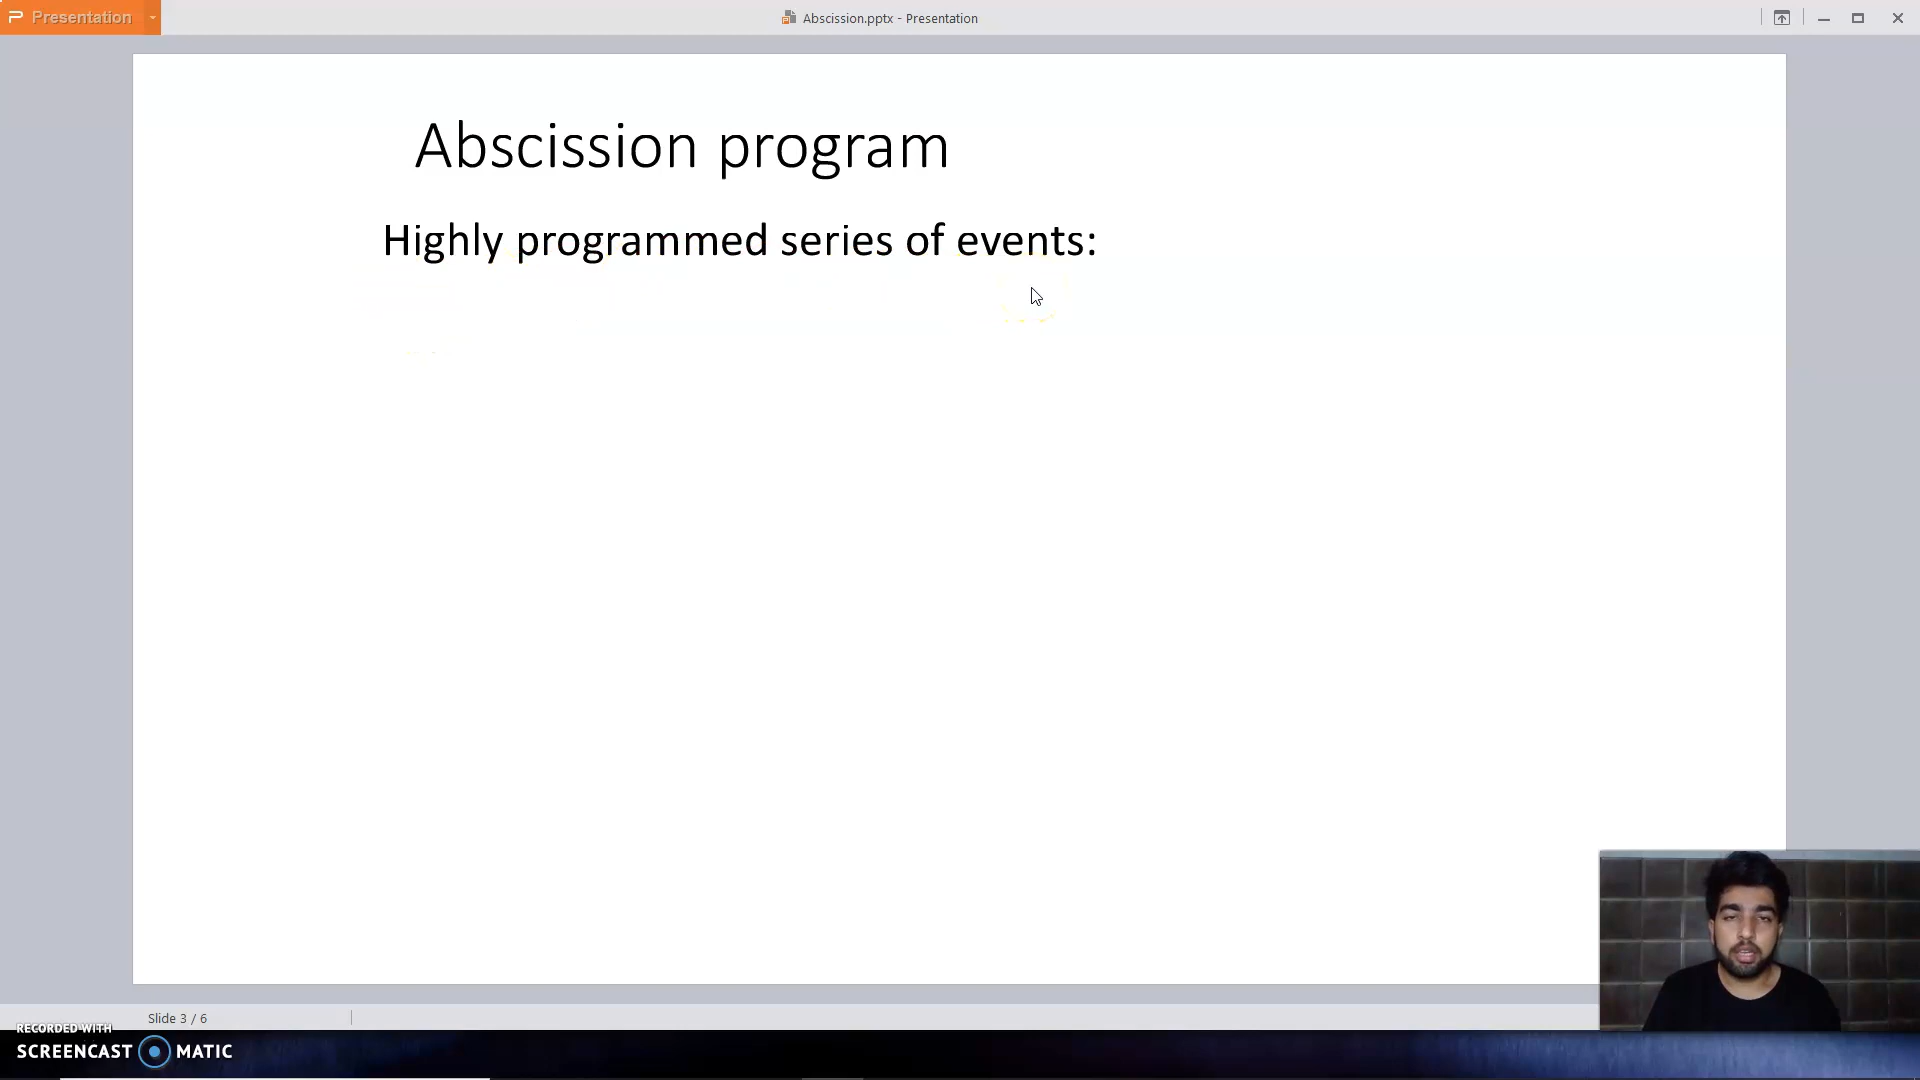 Presentation
Abscission.pptx - Presentation
Abscission program
Highly programmed series of events:
Slide 3 / 6
RECORDED WITH
SCREENCAST MATIC